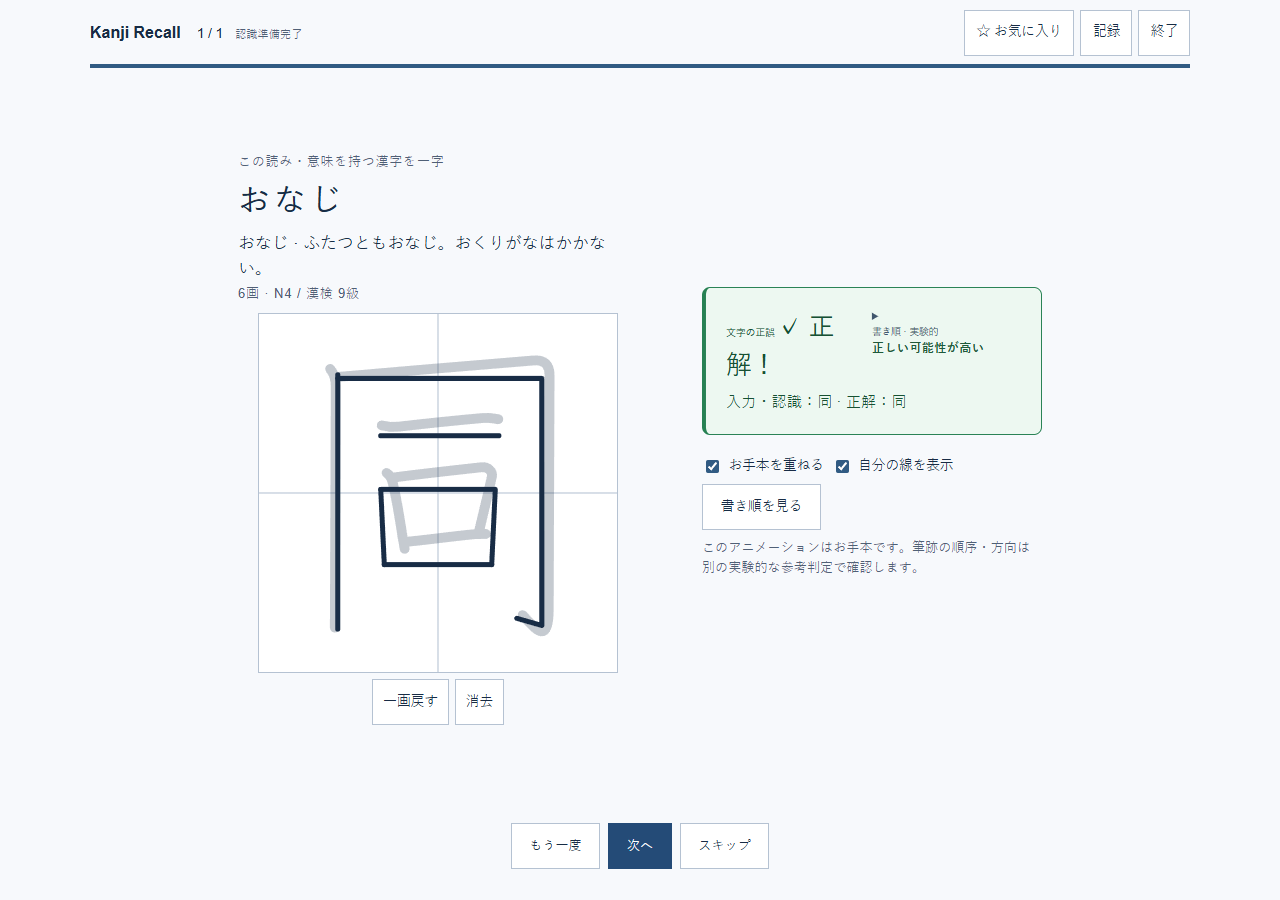 Kanji Recall 1 / 1 認識準備完了
☆ お気に入り 記録 終了
この読み・意味を持つ漢字を一字
おなじ
おなじ · ふたつともおなじ。おくりがなはかかな
い。
6画 · N4 / 漢検 9級
同
一画戻す 消去
文字の正誤 ✓ 正
解！
▶
書き順 · 実験的
正しい可能性が高い
入力・認識：同 · 正解：同
お手本を重ねる 自分の線を表示
書き順を見る
このアニメーションはお手本です。筆跡の順序・方向は
別の実験的な参考判定で確認します。
もう一度 次へ スキップ